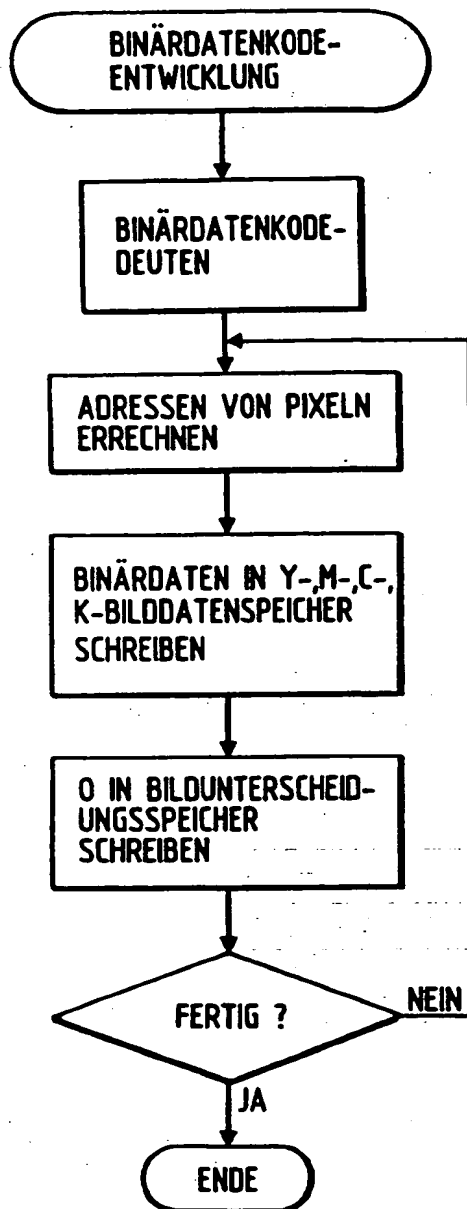 BINÄRDATENKODE-
ENTWICKLUNG
BINÄRDATENKODE-
DEUTEN
ADRESSEN VON PIXELN
ERRECHNEN
BINÄRDATEN IN Y-,M-,C-,
K-BILDDATENSPEICHER
SCHREIBEN
0 IN BILDUNTERSCHEID-
UNGSSPEICHER
SCHREIBEN
FERTIG ?
NEIN
JA
ENDE